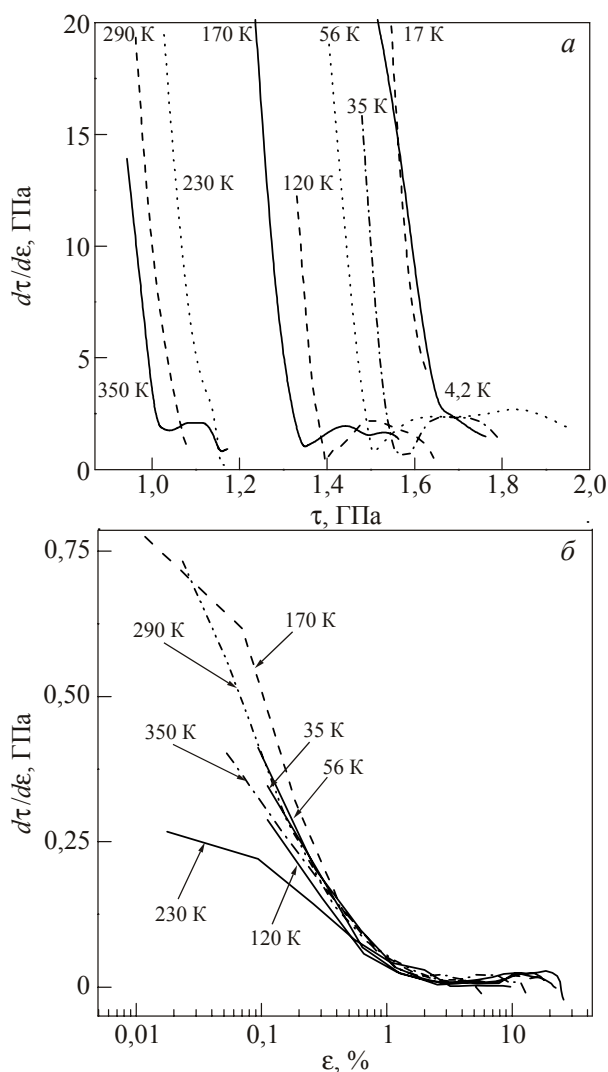 20
290 К
170 К
56 К
17 К
а
35 К
15
230 К
120 К
10
dτ/dε, ГПа
5
350 К
4,2 К
0
1,0
1,2
1,4
1,6
1,8
2,0
τ, ГПа
б
0,75
170 К
290 К
0,50
35 К
350 К
56 К
dτ/dε, ГПа
0,25
230 К
120 К
0
0,01
0,1
1
10
ε, %